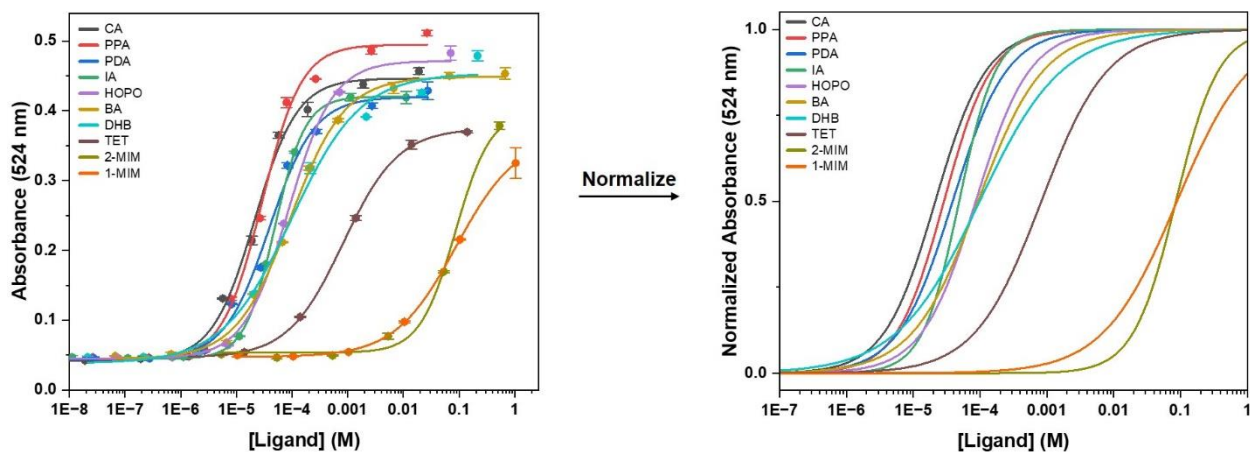 CA
PPA
PDA
IA
HOPO
BA
DHB
TET
2-MIM
1-MIM
0.5
0.4
0.3
0.2
0.1
0.0
Absorbance (524 nm)
1E-8 1E-7 1E-6 1E-5 1E-4 0.001 0.01 0.1 1
[Ligand] (M)
Normalize
CA
PPA
PDA
IA
HOPO
BA
DHB
TET
2-MIM
1-MIM
1.0
0.5
0.0
Normalized Absorbance (524 nm)
1E-7 1E-6 1E-5 1E-4 0.001 0.01 0.1 1
[Ligand] (M)